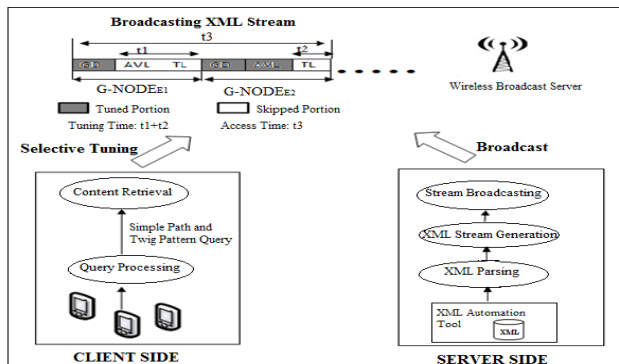 Broadcasting XML Stream
t3
t1
t2
GD AVL TL GD AVL TL
G-NODEE1
G-NODEE2
Wireless Broadcast Server
Tuned Portion
Skipped Portion
Tuning Time: t1+t2
Access Time: t3
Selective Tuning
Broadcast
Content Retrieval
Simple Path and
Twig Pattern Query
Query Processing
CLIENT SIDE
Stream Broadcasting
XML Stream Generation
XML Parsing
XML Automation
Tool
XML
SERVER SIDE